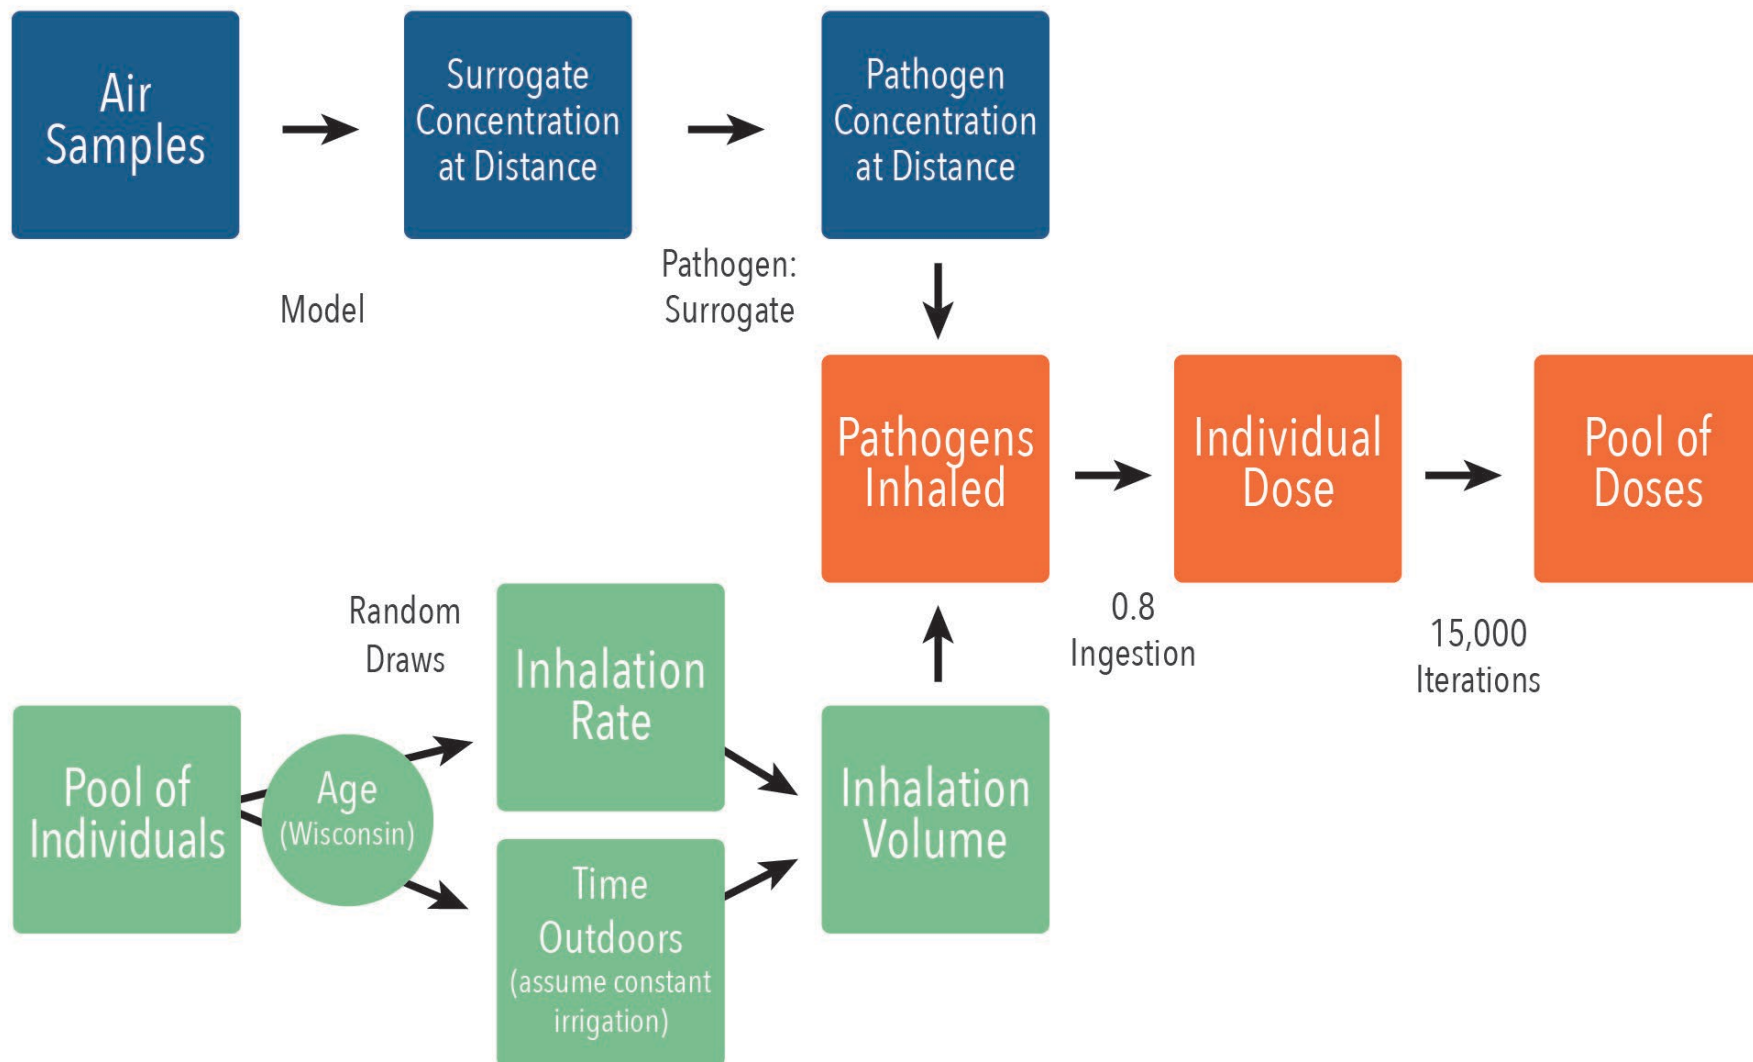 Air
Samples
Surrogate
Concentration
at Distance
Pathogen
Concentration
at Distance
Model
Pathogen:
Surrogate
Pathogens
Inhaled
Individual
Dose
Pool of
Doses
0.8
Ingestion
15,000
Iterations
Random
Draws
Pool of
Individuals
Age
(Wisconsin)
Inhalation
Rate
Time
Outdoors
(assume constant
irrigation)
Inhalation
Volume